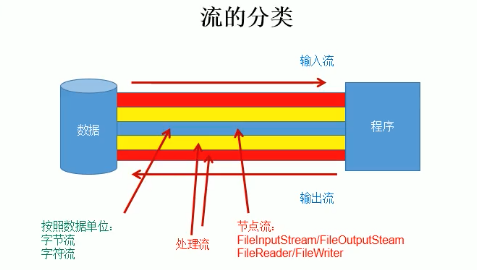 流的分类
输入流
数据
程序
输出流
按照数据单位：
字节流
字符流
处理流
节点流：
FileInputStream/FileOutputSteam
FileReader/FileWriter